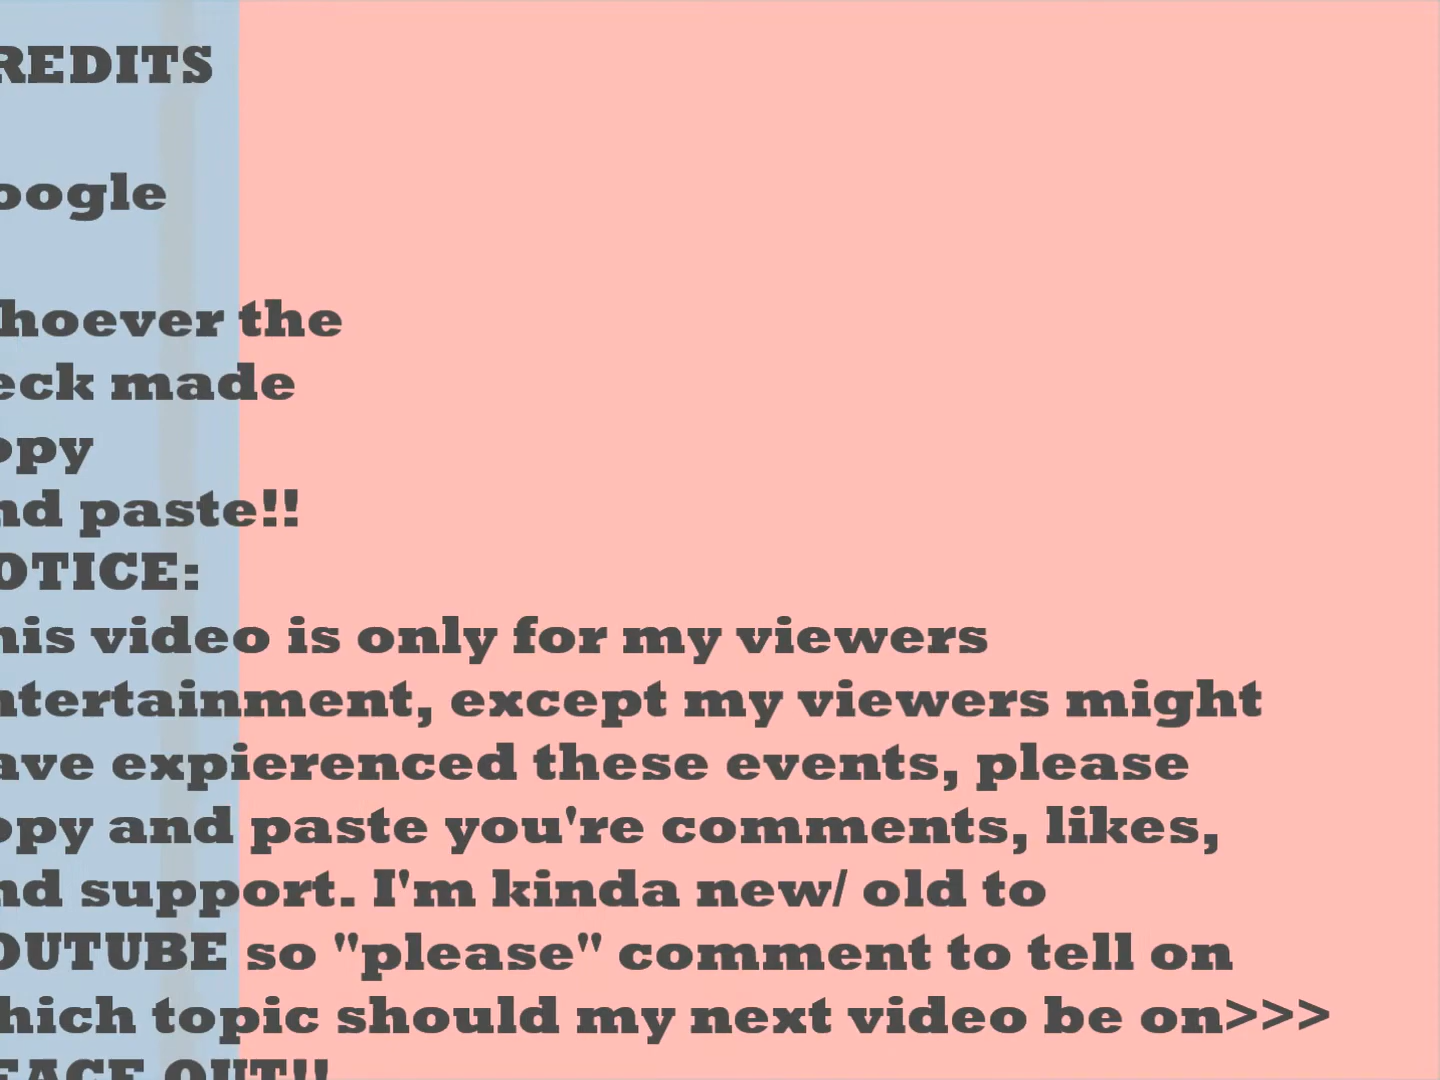 REDITS
oogle
hoever the
eck made
opy
nd paste!!
OTICE:
his video is only for my viewers
ntertainment, except my viewers might
ave expierenced these events, please
opy and paste you're comments, likes,
nd support. I'm kinda new/ old to
OUTUBE so "please" comment to tell on
hich topic should my next video be on>>>
EACE OUT!!